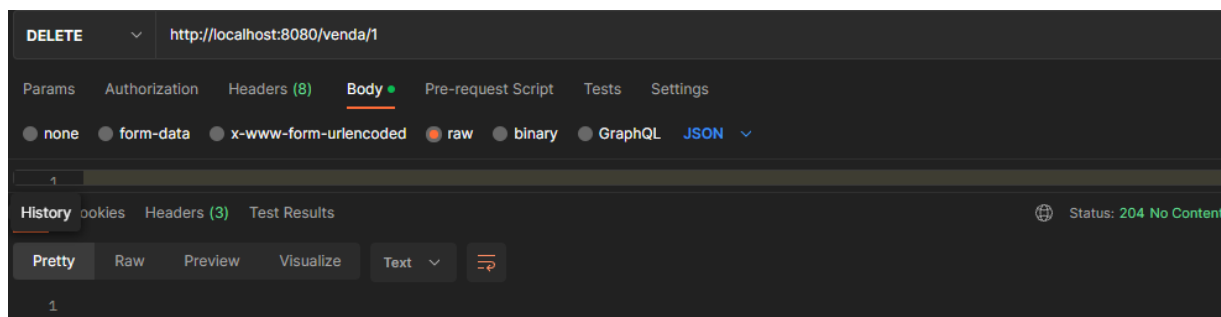 DELETE http://localhost:8080/venda/1
Params Authorization Headers (8) Body Pre-request Script Tests Settings
none form-data x-www-form-urlencoded raw binary GraphQL JSON
1
History ookies Headers (3) Test Results Status: 204 No Content
Pretty Raw Preview Visualize Text
1